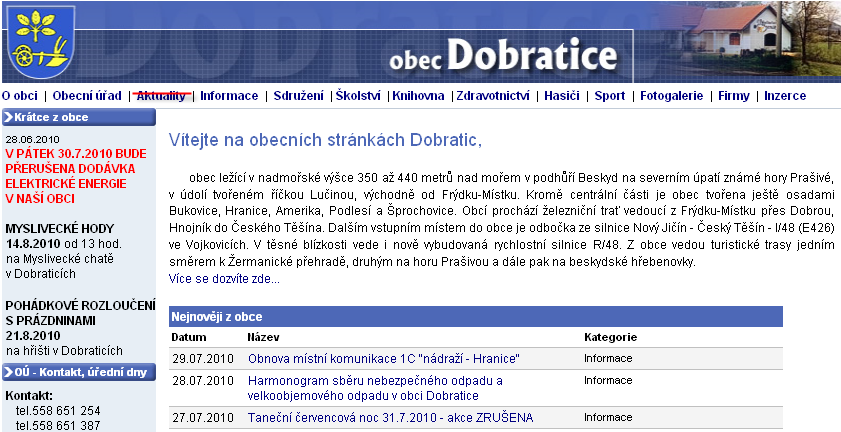 Dobratice
obec Dobratice
O obci | Obecní úřad | Aktuality | Informace | Sdružení | Školství | Knihovna | Zdravotnictví | Hasiči | Sport | Fotogalerie | Firmy | Inzerce
Krátce z obce
28.06.2010
V PÁTEK 30.7.2010 BUDE
PŘERUŠENA DODÁVKA
ELEKTRICKÉ ENERGIE
V NAŠÍ OBCI
MYSLIVECKÉ HODY
14.8.2010 od 13 hod.
na Myslivecké chatě
v Dobraticích
POHÁDKOVÉ ROZLOUČENÍ
S PRÁZDNINAMI
21.8.2010
na hřišti v Dobraticích
OÚ - Kontakt, úřední dny
Kontakt:
tel.558 651 254
tel.558 651 387
Vítejte na obecních stránkách Dobratic,
obec ležící v nadmořské výšce 350 až 440 metrů nad mořem v podhůří Beskyd na severním úpatí známé hory Prašivé,
v údolí tvořeném říčkou Lučinou, východně od Frýdku-Místku. Kromě centrální části je obec tvořena ještě osadami
Bukovice, Hranice, Amerika, Podlesí a Šprochovice. Obcí prochází železniční trať vedoucí z Frýdku-Místku přes Dobrou,
Hnojník do Českého Těšína. Dalším vstupním místem do obce je odbočka ze silnice Nový Jičín - Český Těšín - I/48 (E426)
ve Vojkovicích. V těsné blízkosti vede i nově vybudovaná rychlostní silnice R/48. Z obce vedou turistické trasy jedním
směrem k Žermanické přehradě, druhým na horu Prašivou a dále pak na beskydské hřebenovky.
Více se dozvíte zde...
Nejnověji z obce
Datum Název Kategorie
29.07.2010 Obnova místní komunikace 1C "nádraží - Hranice" Informace
28.07.2010 Harmonogram sběru nebezpečného odpadu a Informace
velkoobjemového odpadu v obci Dobratice
27.07.2010 Taneční červencová noc 31.7.2010 - akce ZRUŠENA Informace